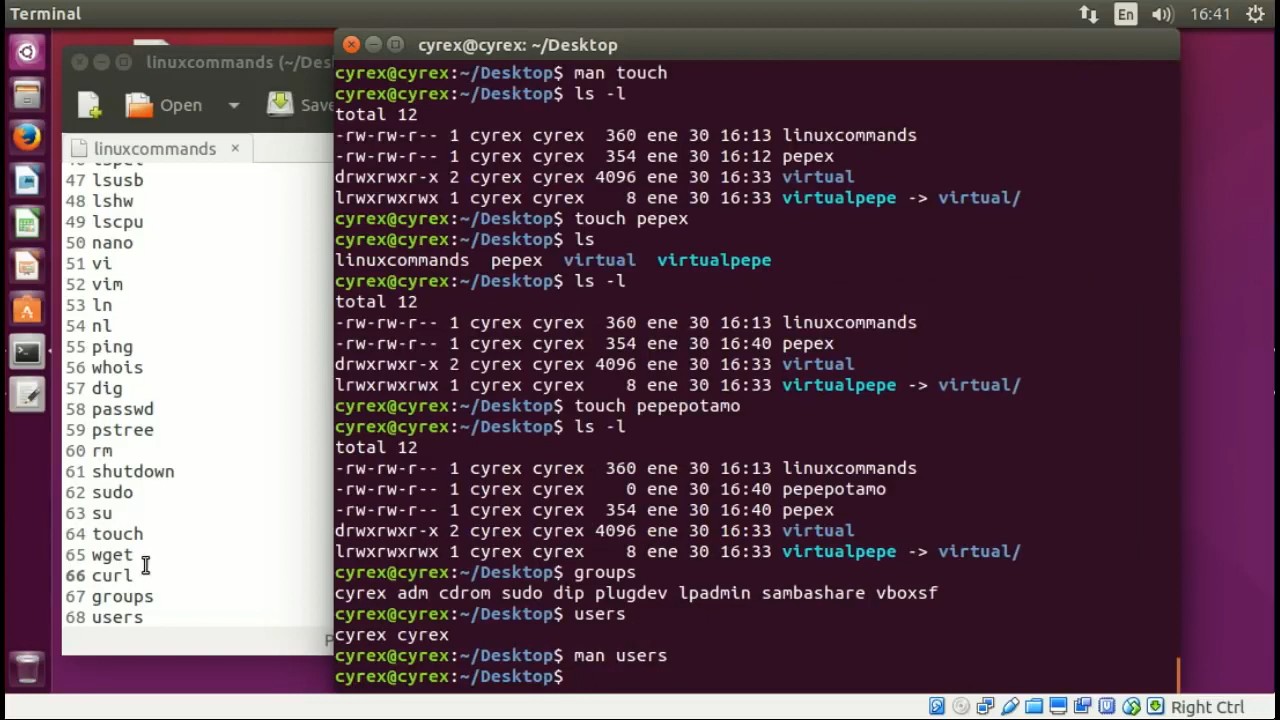 Terminal
En
16:41
linuxcommands (~/Des
Open
Save
linuxcommands ×
47 lsusb
48 lshw
49 lscpu
50 nano
51 vi
52 vim
53 ln
54 nl
55 ping
56 whois
57 dig
58 passwd
59 pstree
60 rm
61 shutdown
62 sudo
63 su
64 touch
65 wget
66 curl
67 groups
68 users
cyrex@cyrex: ~/Desktop
cyrex@cyrex:~/Desktop$ man touch
cyrex@cyrex:~/Desktop$ ls -l
total 12
-rw-rw-r-- 1 cyrex cyrex  360 ene 30 16:13 linuxcommands
-rw-rw-r-- 1 cyrex cyrex  354 ene 30 16:12 pepex
drwxrwxr-x 2 cyrex cyrex 4096 ene 30 16:33 virtual
lrwxrwxrwx 1 cyrex cyrex    8 ene 30 16:33 virtualpepe -> virtual/
cyrex@cyrex:~/Desktop$ touch pepex
cyrex@cyrex:~/Desktop$ ls
linuxcommands  pepex  virtual  virtualpepe
cyrex@cyrex:~/Desktop$ ls -l
total 12
-rw-rw-r-- 1 cyrex cyrex  360 ene 30 16:13 linuxcommands
-rw-rw-r-- 1 cyrex cyrex  354 ene 30 16:40 pepex
drwxrwxr-x 2 cyrex cyrex 4096 ene 30 16:33 virtual
lrwxrwxrwx 1 cyrex cyrex    8 ene 30 16:33 virtualpepe -> virtual/
cyrex@cyrex:~/Desktop$ touch pepepotamo
cyrex@cyrex:~/Desktop$ ls -l
total 12
-rw-rw-r-- 1 cyrex cyrex  360 ene 30 16:13 linuxcommands
-rw-rw-r-- 1 cyrex cyrex    0 ene 30 16:40 pepepotamo
-rw-rw-r-- 1 cyrex cyrex  354 ene 30 16:40 pepex
drwxrwxr-x 2 cyrex cyrex 4096 ene 30 16:33 virtual
lrwxrwxrwx 1 cyrex cyrex    8 ene 30 16:33 virtualpepe -> virtual/
cyrex@cyrex:~/Desktop$ groups
cyrex adm cdrom sudo dip plugdev lpadmin sambashare vboxsf
cyrex@cyrex:~/Desktop$ users
cyrex cyrex
cyrex@cyrex:~/Desktop$ man users
cyrex@cyrex:~/Desktop$
Right Ctrl